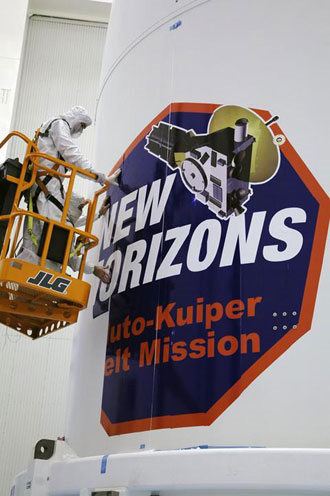 NEW
ORIZONS
uto-Kuiper
elt Mission
JLG